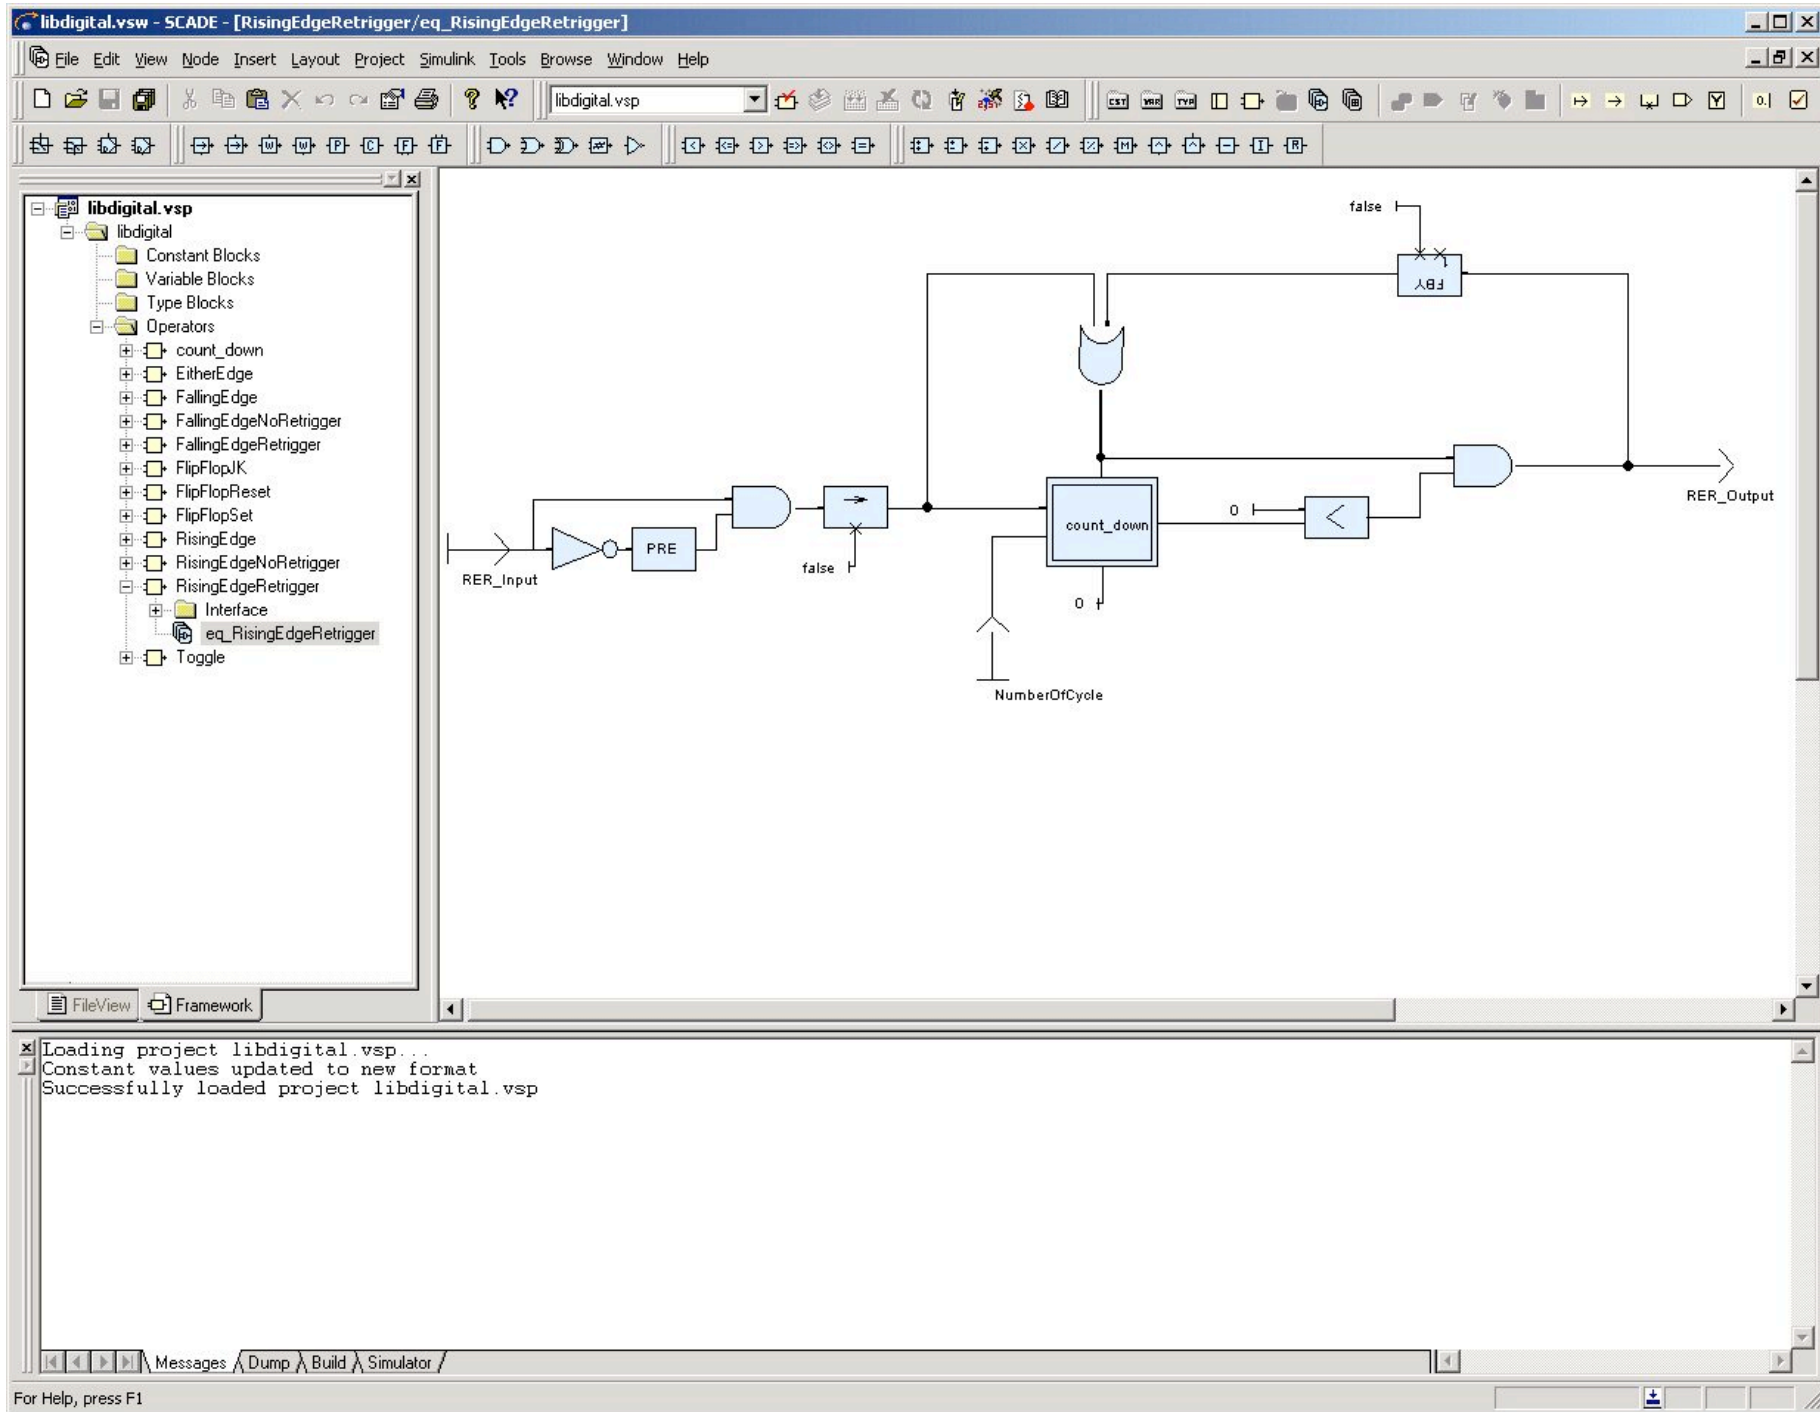 libdigital.vsw - SCADE - [RisingEdgeRetrigger/eq_RisingEdgeRetrigger]
File Edit View Node Insert Layout Project Simulink Tools Browse Window Help
libdigital.vsp
CST VAR TYP
libdigital.vsp
libdigital
Constant Blocks
Variable Blocks
Type Blocks
Operators
count_down
EitherEdge
FallingEdge
FallingEdgeNoRetrigger
FallingEdgeRetrigger
FlipFlopJK
FlipFlopReset
FlipFlopSet
RisingEdge
RisingEdgeNoRetrigger
RisingEdgeRetrigger
Interface
eq_RisingEdgeRetrigger
Toggle
FileView Framework
false
1
FBY
RER_Output
0
<
count_down
PRE
RER_Input
false
0
NumberOfCycle
Loading project libdigital.vsp...
Constant values updated to new format
Successfully loaded project libdigital.vsp
Messages Dump Build Simulator
For Help, press F1